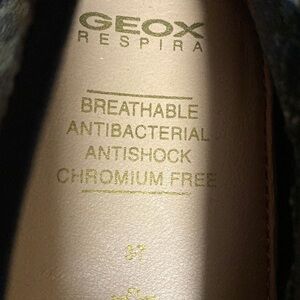 GEOX
RESPIRA
BREATHABLE
ANTIBACTERIAL
ANTISHOCK
CHROMIUM FREE